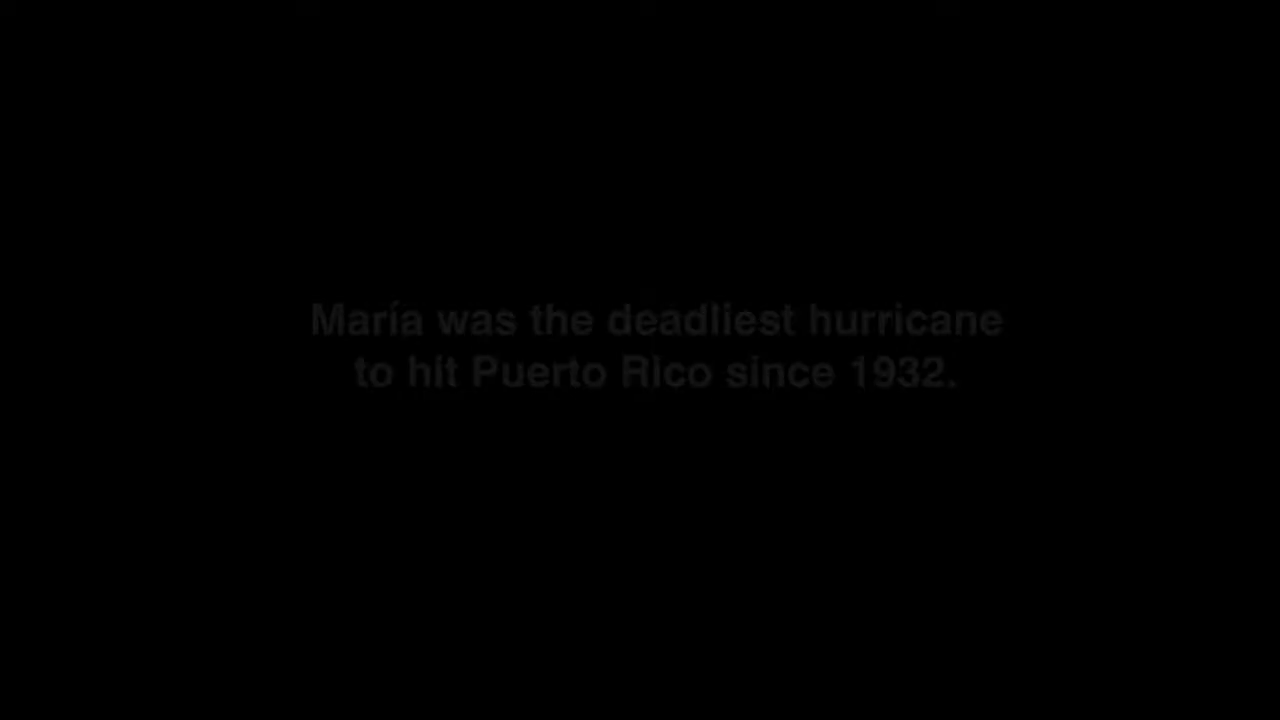 María was the deadliest hurricane
to hit Puerto Rico since 1932.